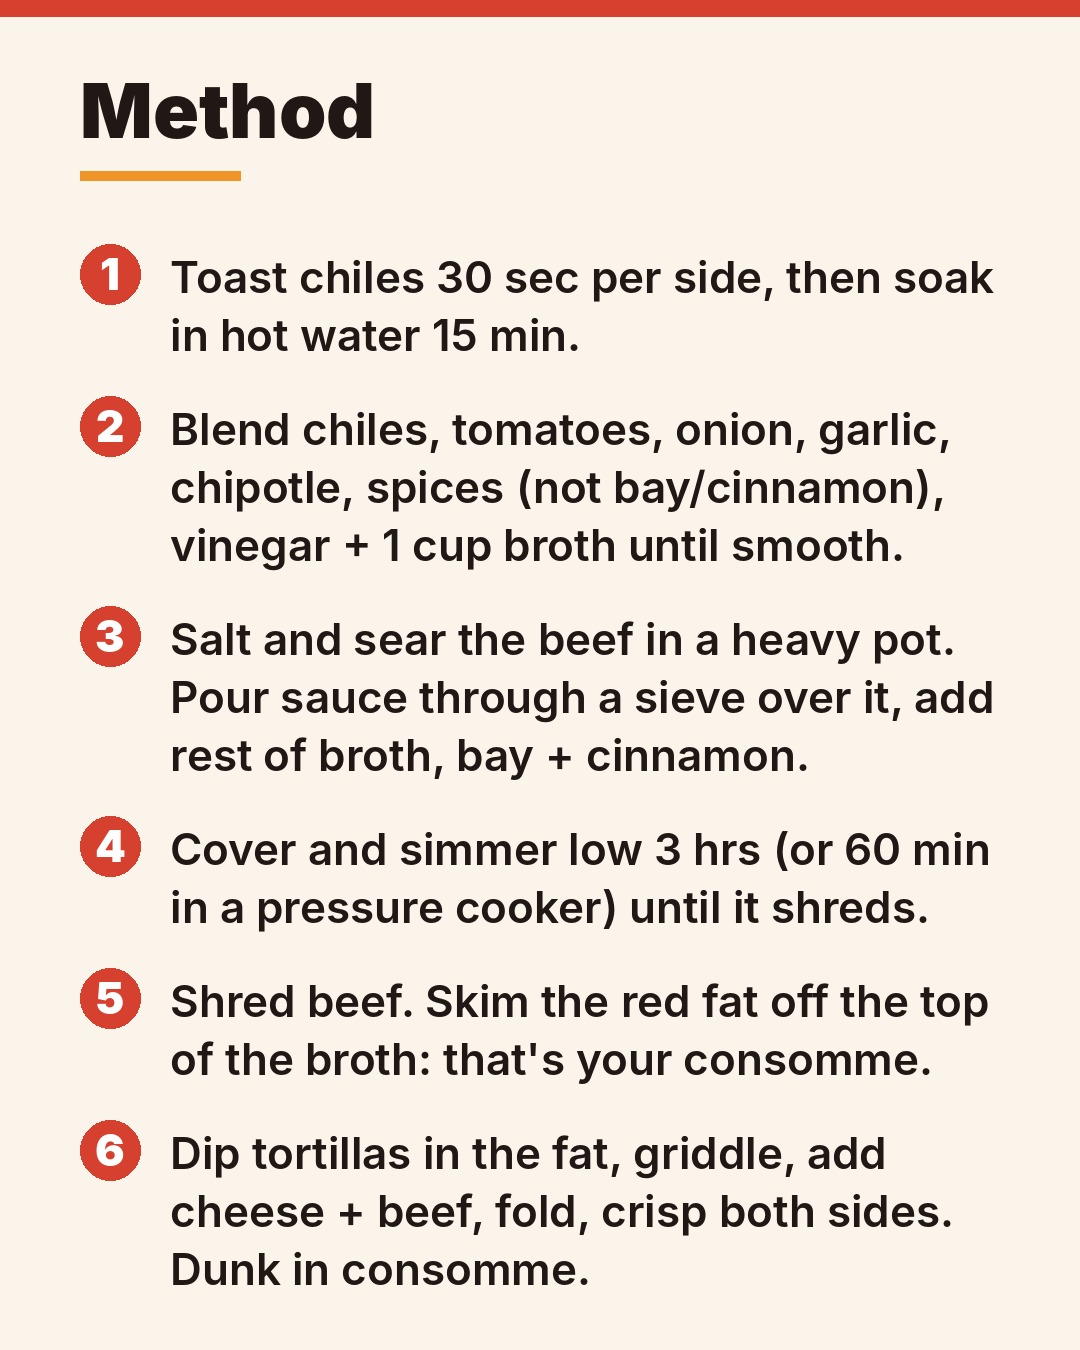 Method
1 Toast chiles 30 sec per side, then soak
in hot water 15 min.
2 Blend chiles, tomatoes, onion, garlic,
chipotle, spices (not bay/cinnamon),
vinegar + 1 cup broth until smooth.
3 Salt and sear the beef in a heavy pot.
Pour sauce through a sieve over it, add
rest of broth, bay + cinnamon.
4 Cover and simmer low 3 hrs (or 60 min
in a pressure cooker) until it shreds.
5 Shred beef. Skim the red fat off the top
of the broth: that's your consomme.
6 Dip tortillas in the fat, griddle, add
cheese + beef, fold, crisp both sides.
Dunk in consomme.